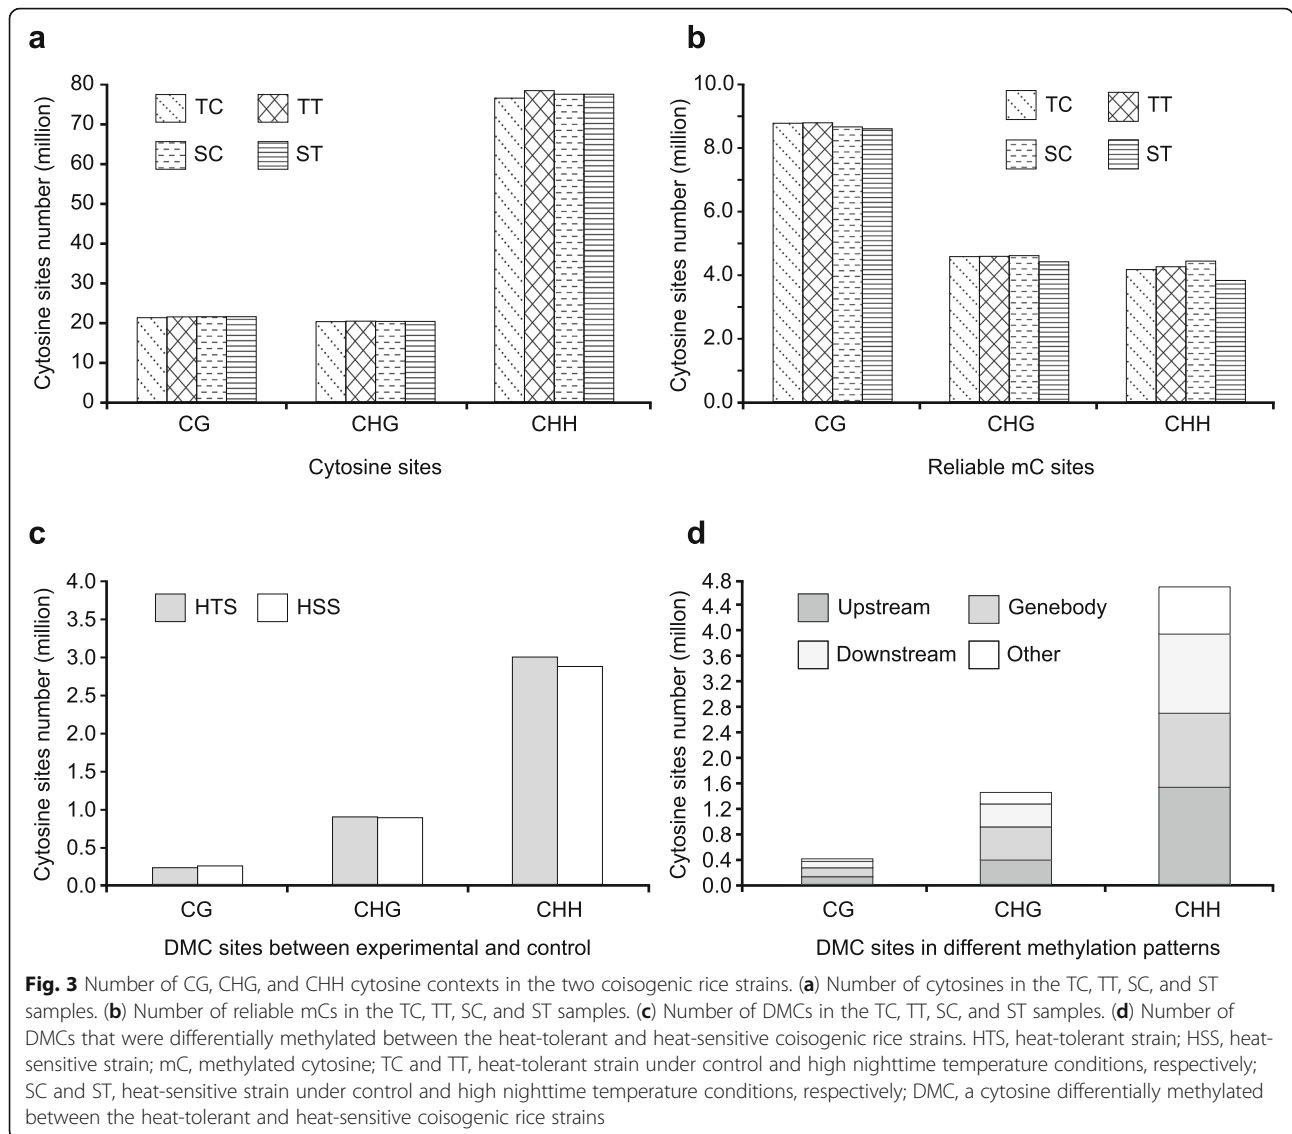 a
Cytosine sites number (million)
80
70
60
50
40
30
20
10
0
TC
TT
SC
ST
CG
CHG
CHH
Cytosine sites
b
Cytosine sites number (million)
10.0
8.0
6.0
4.0
2.0
0.0
TC
TT
SC
ST
CG
CHG
CHH
Reliable mC sites
c
Cytosine sites number (million)
4.0
3.5
3.0
2.5
2.0
1.5
1.0
0.5
0.0
HTS
HSS
CG
CHG
CHH
DMC sites between experimental and control
d
Cytosine sites number (millon)
4.8
4.4
4.0
3.6
3.2
2.8
2.4
2.0
1.6
1.2
0.8
0.4
0.0
Upstream
Genebody
Downstream
Other
CG
CHG
CHH
DMC sites in different methylation patterns
Fig. 3 Number of CG, CHG, and CHH cytosine contexts in the two coisogenic rice strains. (a) Number of cytosines in the TC, TT, SC, and ST
samples. (b) Number of reliable mCs in the TC, TT, SC, and ST samples. (c) Number of DMCs in the TC, TT, SC, and ST samples. (d) Number of
DMCs that were differentially methylated between the heat-tolerant and heat-sensitive coisogenic rice strains. HTS, heat-tolerant strain; HSS, heat-
sensitive strain; mC, methylated cytosine; TC and TT, heat-tolerant strain under control and high nighttime temperature conditions, respectively;
SC and ST, heat-sensitive strain under control and high nighttime temperature conditions, respectively; DMC, a cytosine differentially methylated
between the heat-tolerant and heat-sensitive coisogenic rice strains